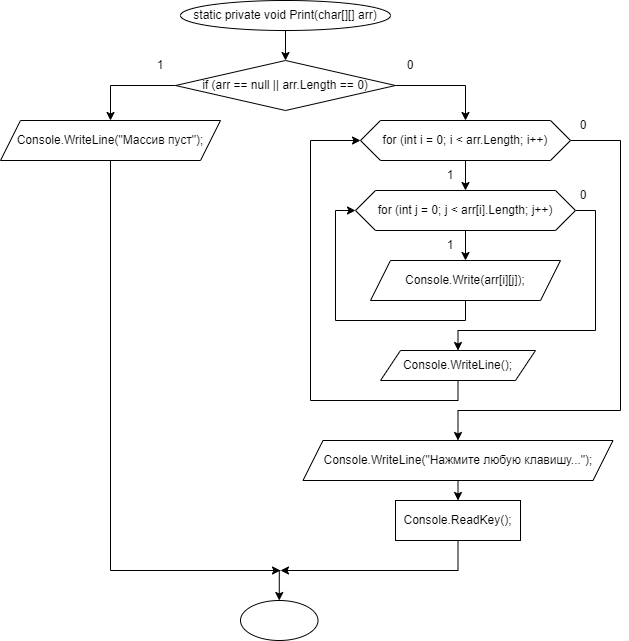 static private void Print(char[][] arr)
1
0
if (arr == null || arr.Length == 0)
Console.WriteLine("Массив пуст");
for (int i = 0; i < arr.Length; i++)
0
1
for (int j = 0; j < arr[i].Length; j++)
0
1
Console.Write(arr[i][j]);
Console.WriteLine();
Console.WriteLine("Нажмите любую клавишу...");
Console.ReadKey();